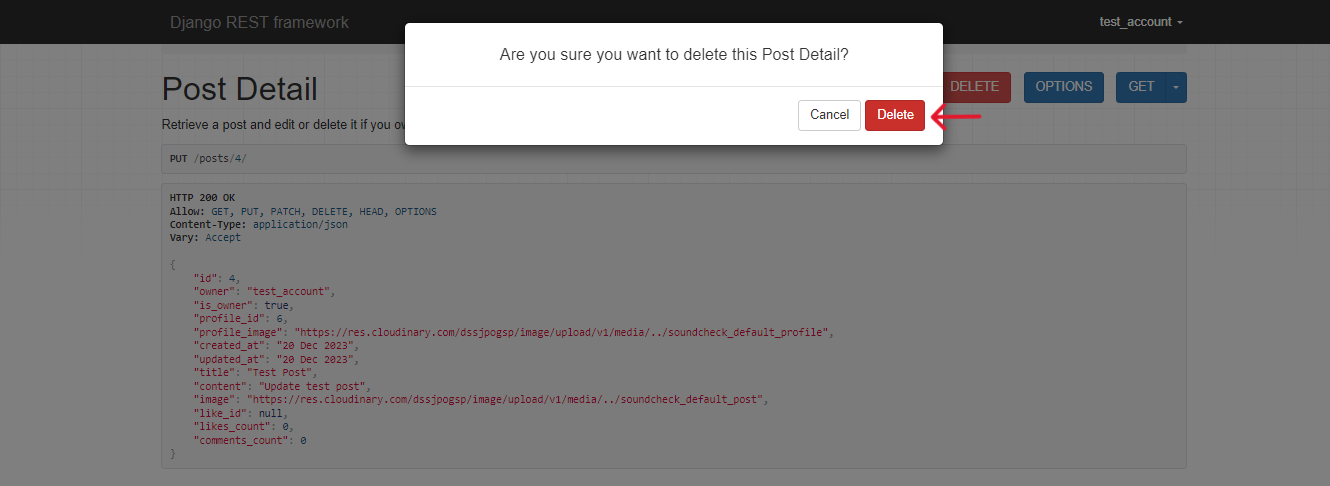 Django REST framework
test_account
Are you sure you want to delete this Post Detail?
Cancel
Delete
Post Detail
DELETE
OPTIONS
GET
Retrieve a post and edit or delete it if you ow
PUT /posts/4/
HTTP 200 OK
Allow: GET, PUT, PATCH, DELETE, HEAD, OPTIONS
Content-Type: application/json
Vary: Accept
{
"id": 4,
"owner": "test_account",
"is_owner": true,
"profile_id": 6,
"profile_image": "https://res.cloudinary.com/dssjpogsp/image/upload/v1/media/../soundcheck_default_profile",
"created_at": "20 Dec 2023",
"updated_at": "20 Dec 2023",
"title": "Test Post",
"content": "Update test post",
"image": "https://res.cloudinary.com/dssjpogsp/image/upload/v1/media/../soundcheck_default_post",
"like_id": null,
"likes_count": 0,
"comments_count": 0
}